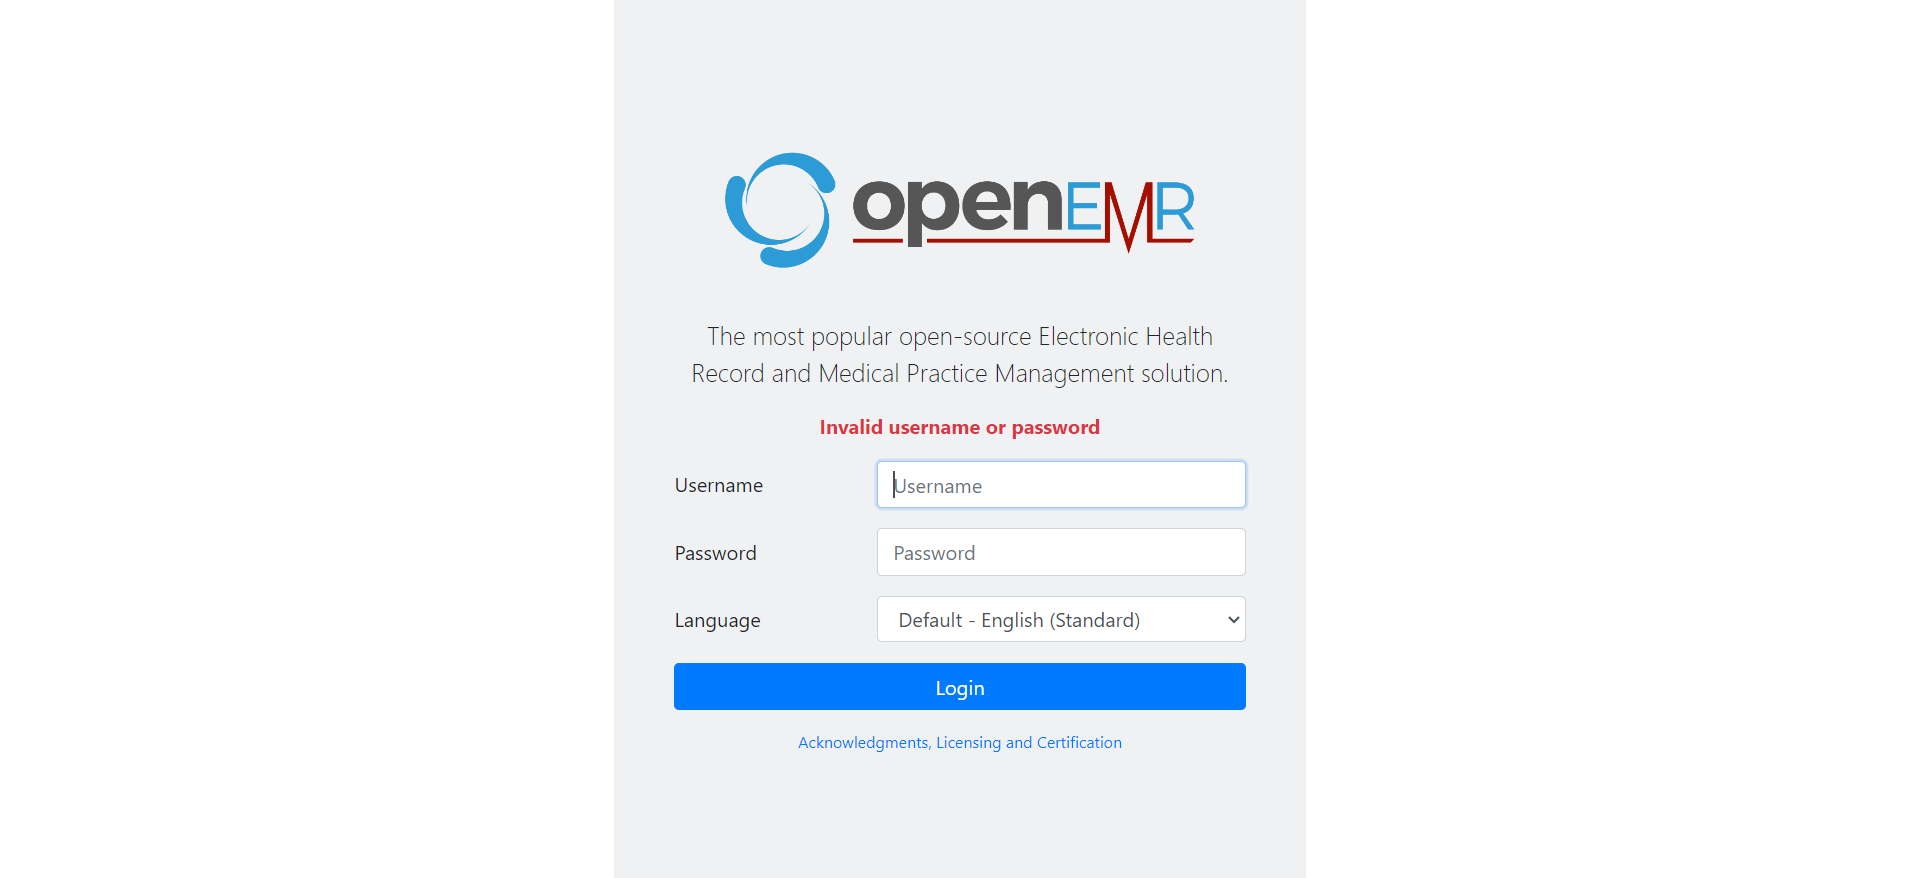 openEMR
The most popular open-source Electronic Health
Record and Medical Practice Management solution.
Invalid username or password
Username
Username
Password
Password
Language
Default - English (Standard)
Login
Acknowledgments, Licensing and Certification